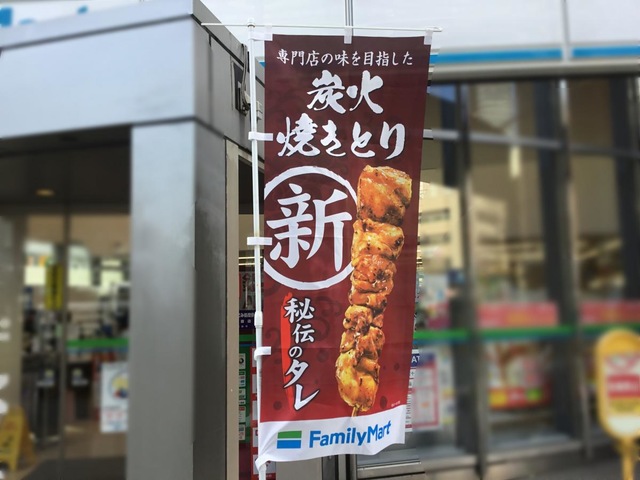 専門店の味を目指した
炭火
焼きとり
新
秘伝のタレ
FamilyMart